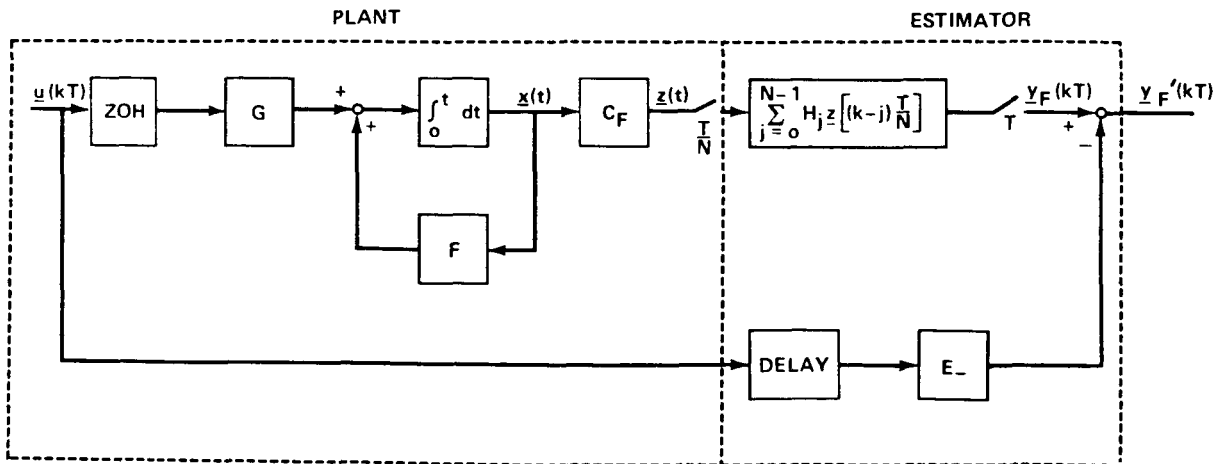 PLANT
ESTIMATOR
u(kT)
ZOH
G
+
+
∫₀ᵗ dt
x(t)
C_F
z(t)
T/N
N-1
∑ H_j z[(k-j) T/N]
j = o
T
y_F(kT)
+
−
y_F'(kT)
F
DELAY
E_